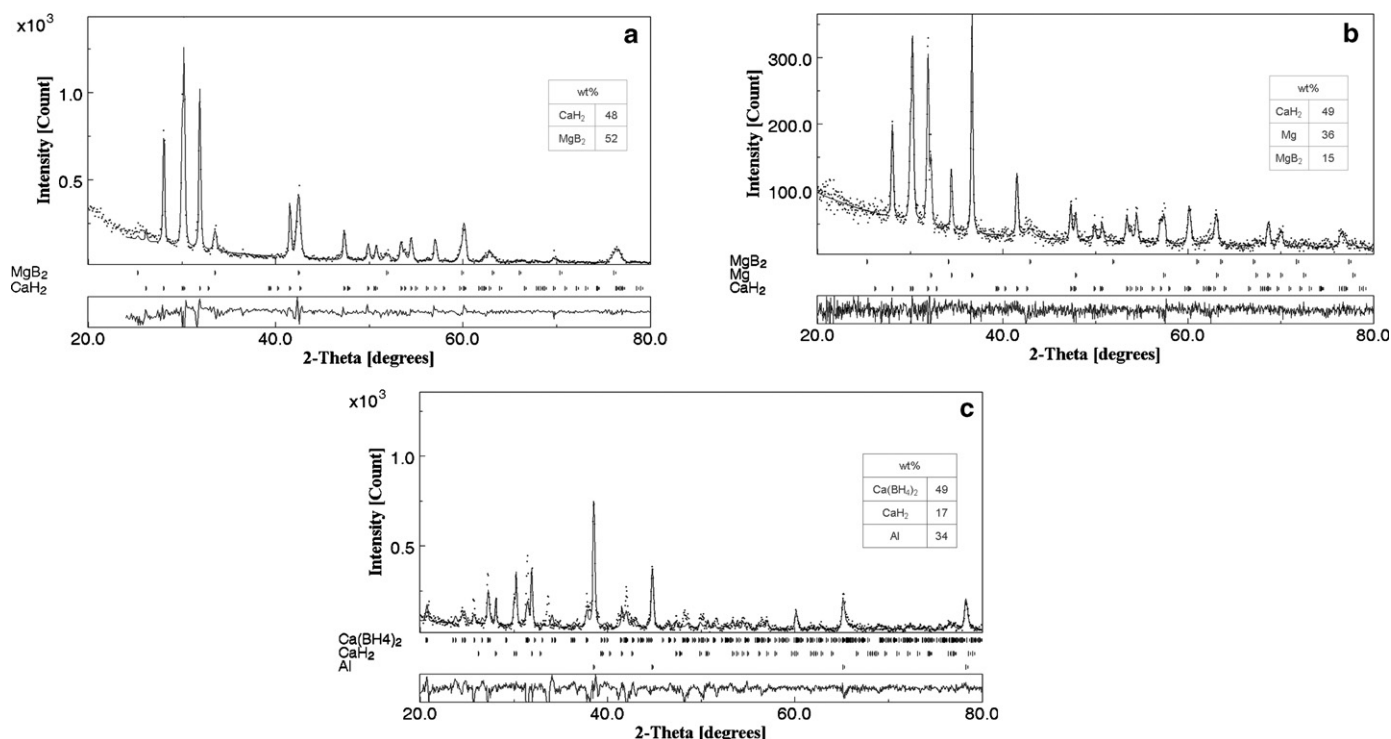 a
x10³
Intensity [Count]
1.0
0.5
wt%
CaH₂ 48
MgB₂ 52
MgB₂
CaH₂
20.0 40.0 60.0 80.0
2-Theta [degrees]
b
Intensity [Count]
300.0
200.0
100.0
wt%
CaH₂ 49
Mg 36
MgB₂ 15
MgB₂
Mg
CaH₂
20.0 40.0 60.0 80.0
2-Theta [degrees]
c
x10³
Intensity [Count]
1.0
0.5
wt%
Ca(BH₄)₂ 49
CaH₂ 17
Al 34
Ca(BH4)₂
CaH₂
Al
20.0 40.0 60.0 80.0
2-Theta [degrees]